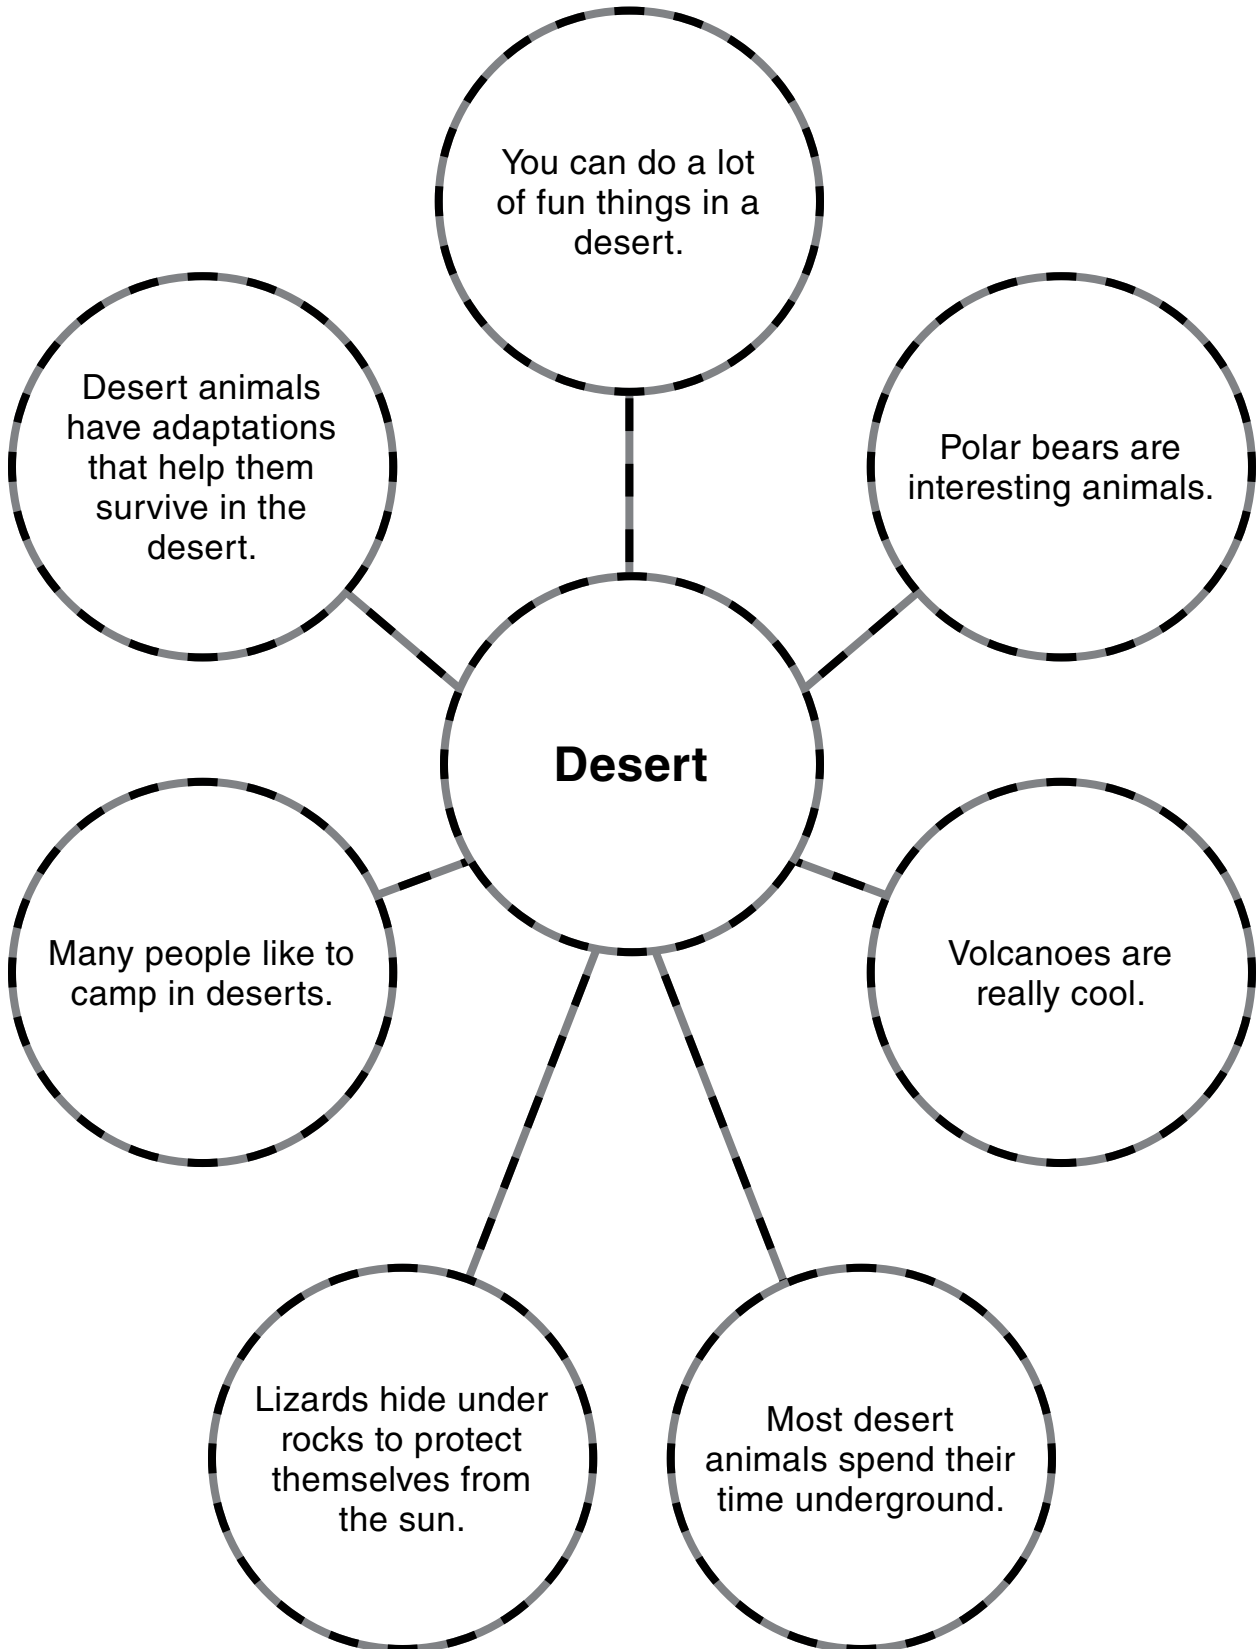 You can do a lot
of fun things in a
desert.
Desert animals
have adaptations
that help them
survive in the
desert.
Polar bears are
interesting animals.
Desert
Many people like to
camp in deserts.
Volcanoes are
really cool.
Lizards hide under
rocks to protect
themselves from
the sun.
Most desert
animals spend their
time underground.